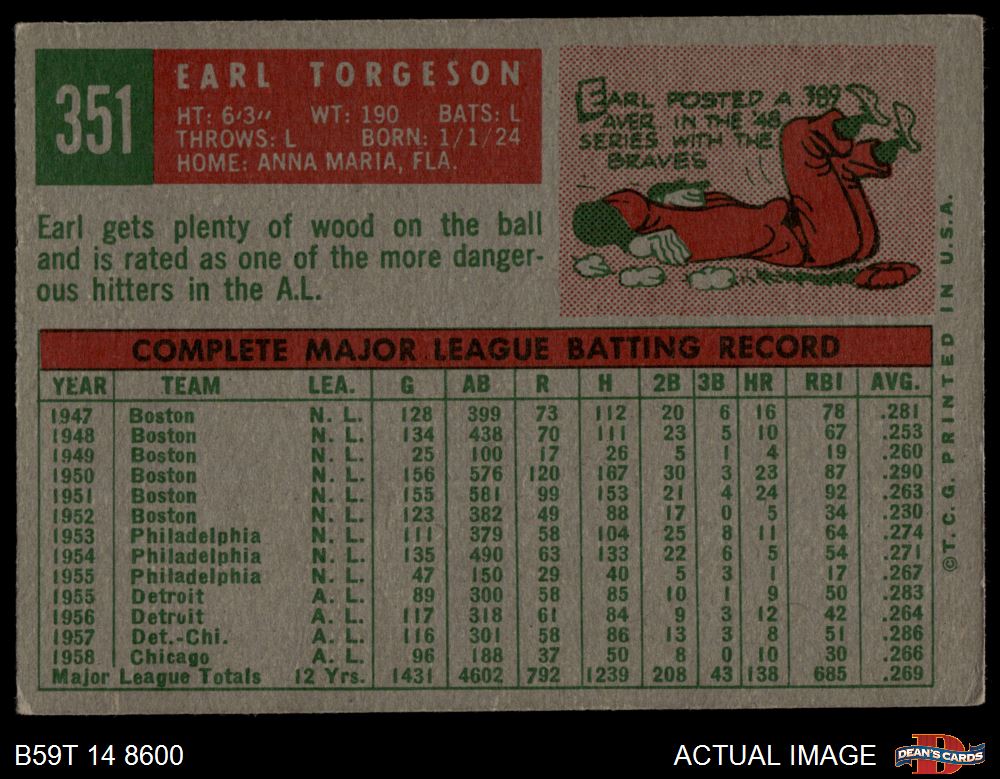 351
EARL TORGESON
HT: 6'3" WT: 190 BATS: L
THROWS: L BORN: 1/1/24
HOME: ANNA MARIA, FLA.
EARL POSTED A .389
AVER. IN THE '48
SERIES WITH THE
BRAVES
Earl gets plenty of wood on the ball
and is rated as one of the more danger-
ous hitters in the A.L.
COMPLETE MAJOR LEAGUE BATTING RECORD
YEAR TEAM LEA. G AB R H 2B 3B HR RBI AVG.
1947 Boston N. L. 128 399 73 112 20 6 16 78 .281
1948 Boston N. L. 134 438 70 111 23 5 10 67 .253
1949 Boston N. L. 25 100 17 26 5 1 4 19 .260
1950 Boston N. L. 156 576 120 167 30 3 23 87 .290
1951 Boston N. L. 155 581 99 153 21 4 24 92 .263
1952 Boston N. L. 123 382 49 88 17 0 5 34 .230
1953 Philadelphia N. L. 111 379 58 104 25 8 11 64 .274
1954 Philadelphia N. L. 135 490 63 133 22 6 5 54 .271
1955 Philadelphia N. L. 47 150 29 40 5 3 1 17 .267
1955 Detroit A. L. 89 300 58 85 10 1 9 50 .283
1956 Detroit A. L. 117 318 61 84 9 3 12 42 .264
1957 Det.-Chi. A. L. 116 301 58 86 13 3 8 51 .286
1958 Chicago A. L. 96 188 37 50 8 0 10 30 .266
Major League Totals 12 Yrs. 1431 4602 792 1239 208 43 138 685 .269
©T. C. G. PRINTED IN U.S.A.
B59T 14 8600
ACTUAL IMAGE
DEAN'S CARDS